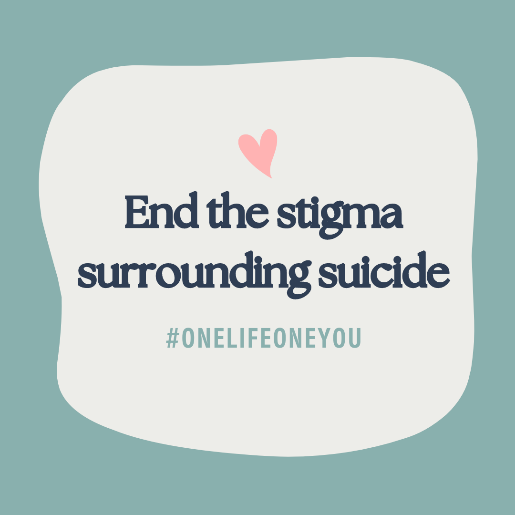 End the stigma
surrounding suicide
#ONELIFEONEYOU